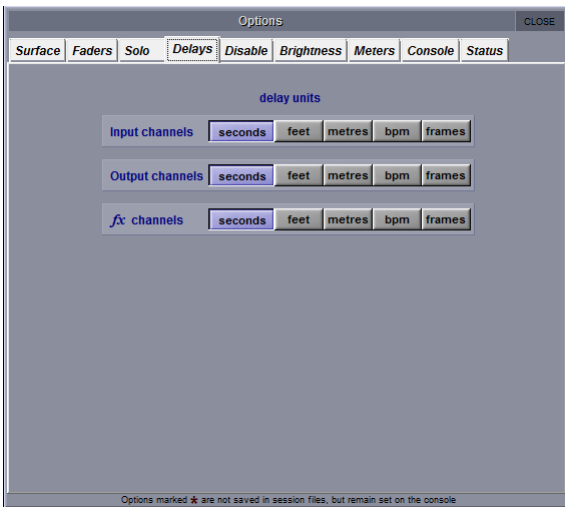 Options CLOSE
Surface Faders Solo Delays Disable Brightness Meters Console Status
delay units
Input channels seconds feet metres bpm frames
Output channels seconds feet metres bpm frames
fx channels seconds feet metres bpm frames
Options marked * are not saved in session files, but remain set on the console